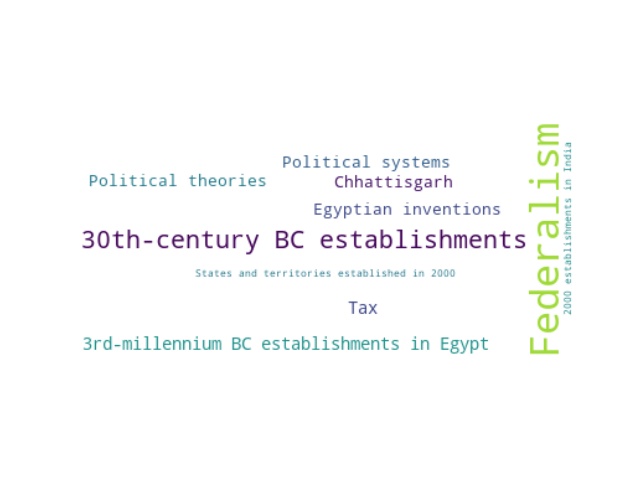 Political systems
Political theories
Chhattisgarh
Egyptian inventions
30th-century BC establishments
States and territories established in 2000
Tax
3rd-millennium BC establishments in Egypt
Federalism
2000 establishments in India